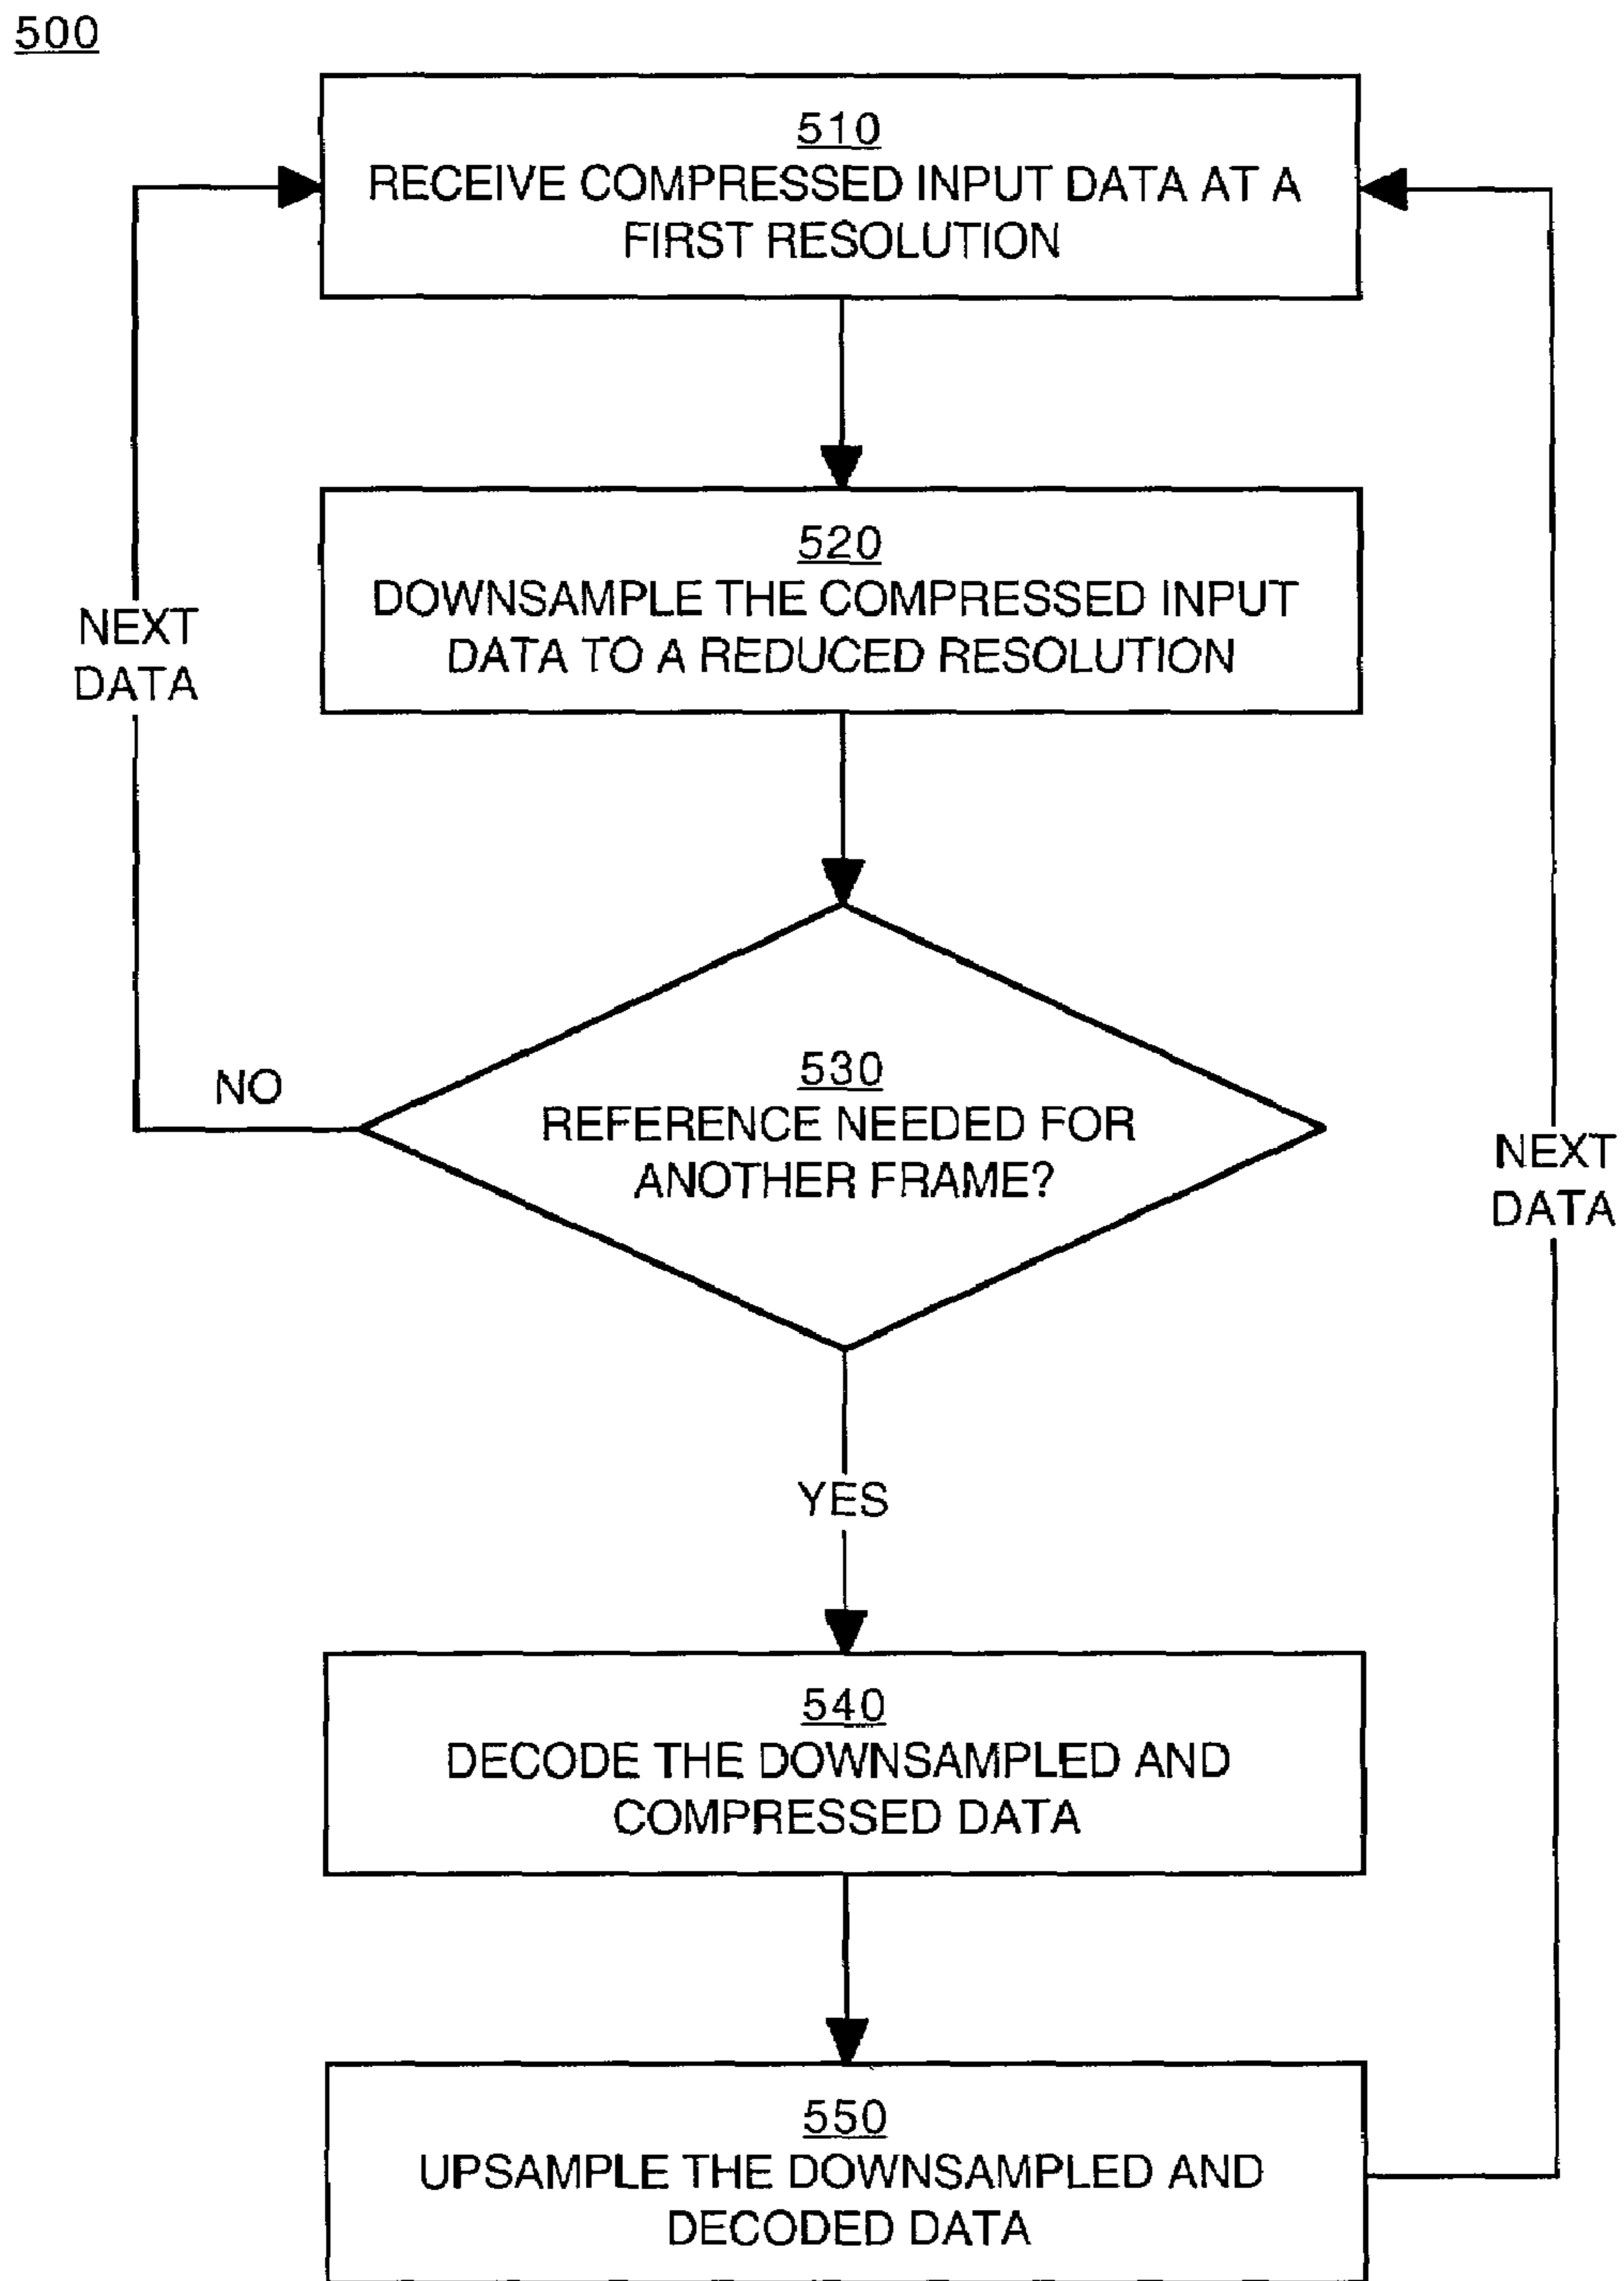 500
510
RECEIVE COMPRESSED INPUT DATA AT A
FIRST RESOLUTION
520
DOWNSAMPLE THE COMPRESSED INPUT
DATA TO A REDUCED RESOLUTION
NEXT
DATA
530
REFERENCE NEEDED FOR
ANOTHER FRAME?
NO
NEXT
DATA
YES
540
DECODE THE DOWNSAMPLED AND
COMPRESSED DATA
550
UPSAMPLE THE DOWNSAMPLED AND
DECODED DATA